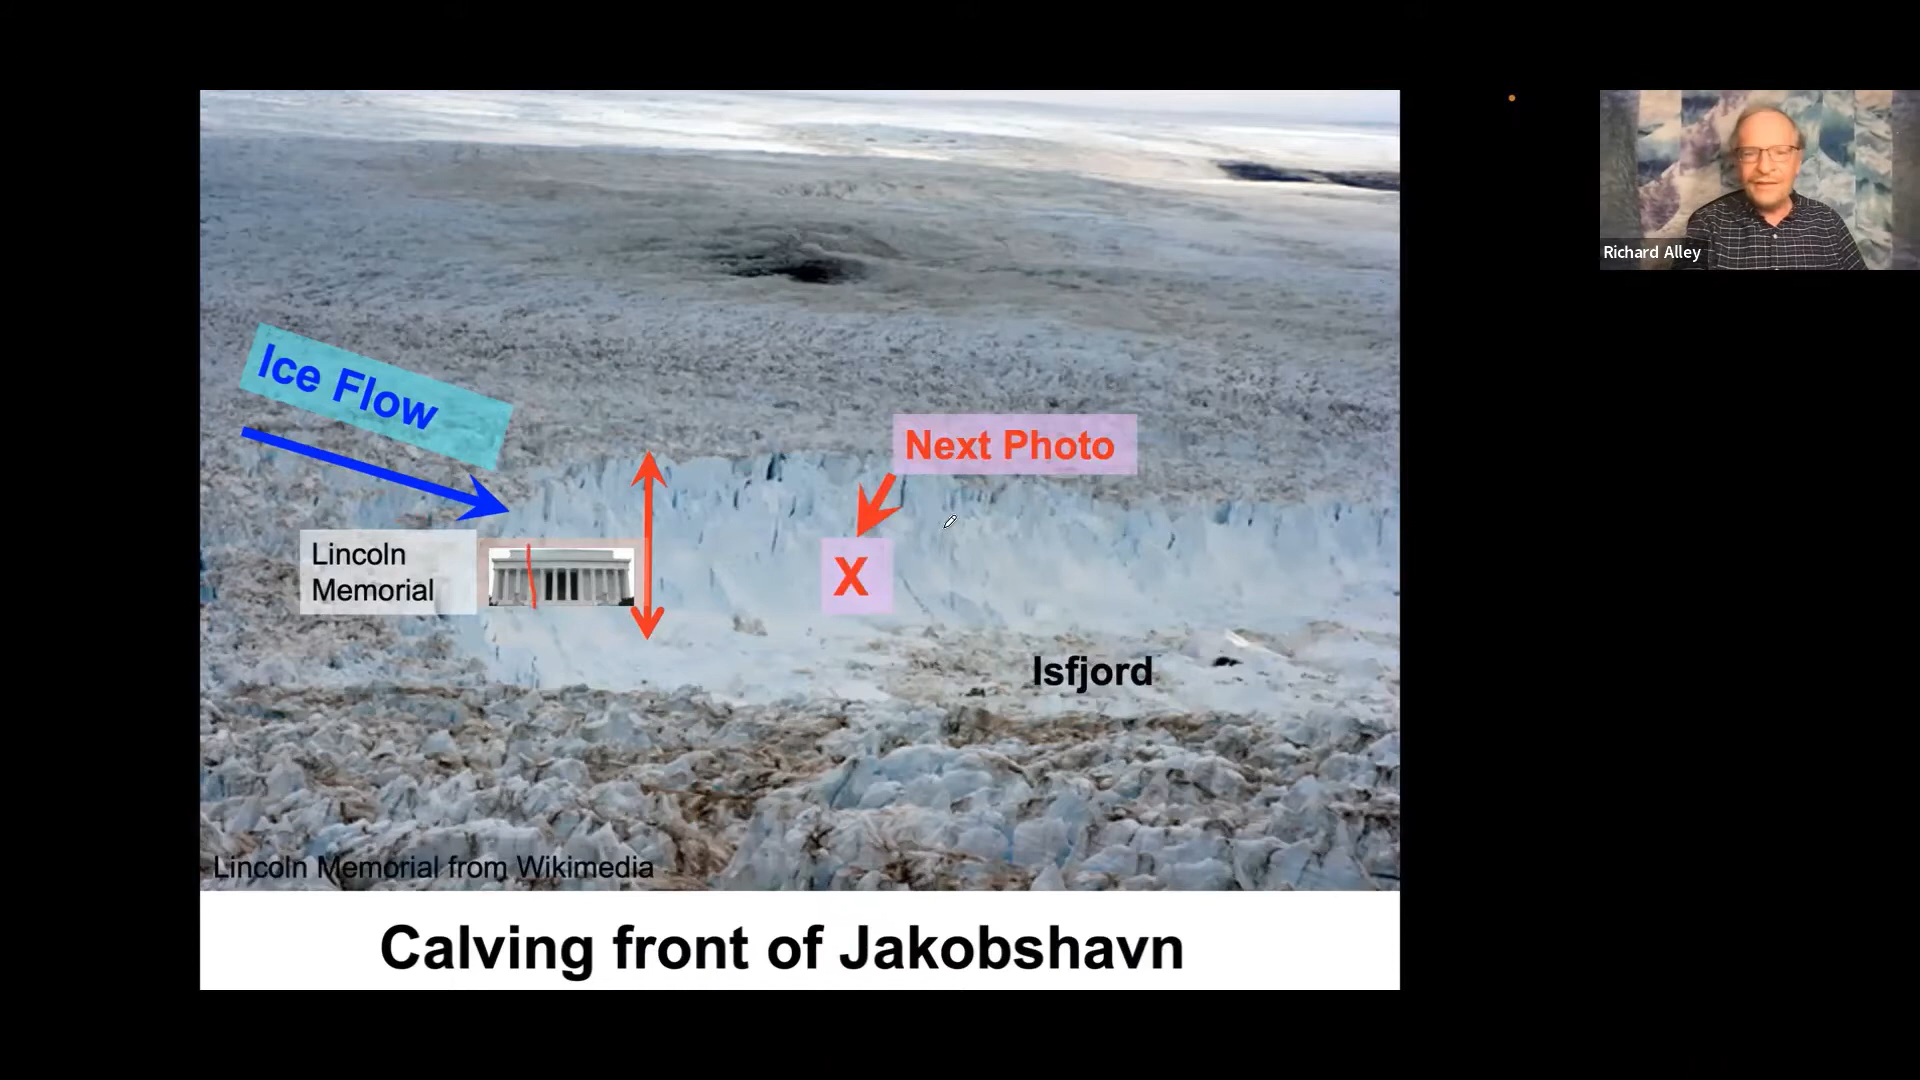 Richard Alley
Ice Flow
Next Photo
Lincoln
Memorial
X
Isfjord
Lincoln Memorial from Wikimedia
Calving front of Jakobshavn